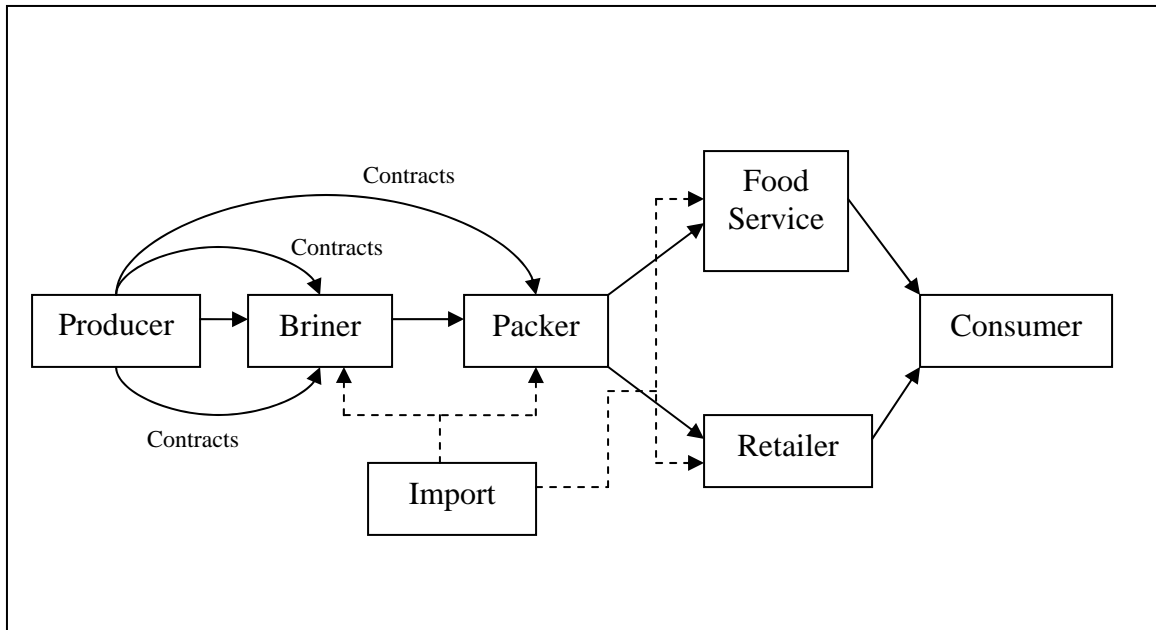 Contracts
Contracts
Food
Service
Producer
Briner
Packer
Consumer
Contracts
Retailer
Import